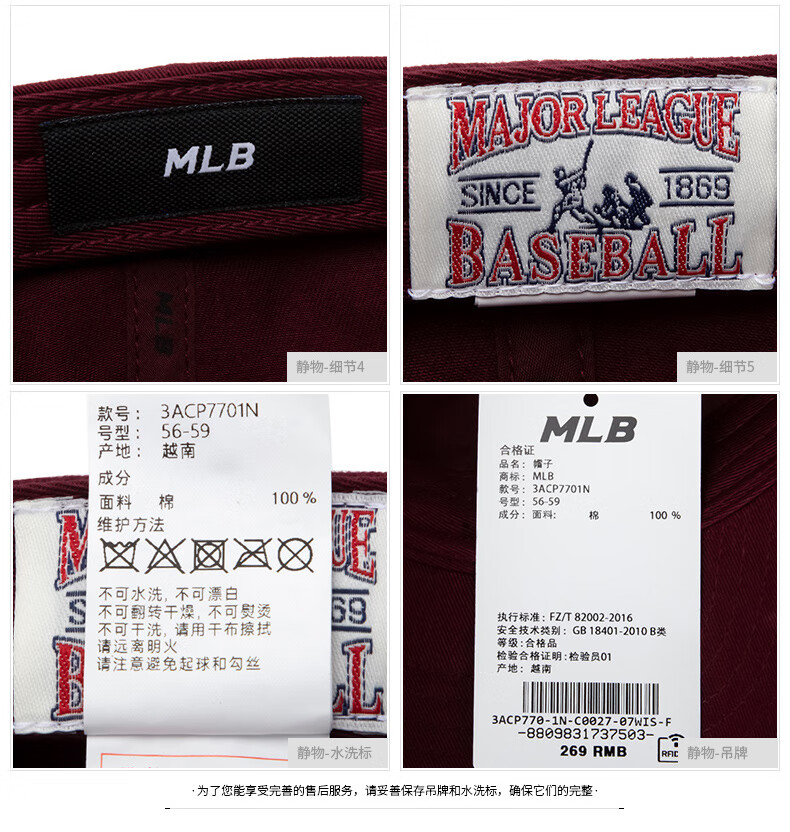 MLB
MLB
静物-细节4
MAJOR LEAGUE
SINCE 1869
BASEBALL
静物-细节5
款号: 3ACP7701N
号型: 56-59
产地: 越南
成分
面料 棉 100 %
维护方法
不可水洗, 不可漂白
不可翻转干燥, 不可熨烫
不可干洗, 请用干布擦拭
请远离明火
请注意避免起球和勾丝
69
静物-水洗标
MLB
合格证
品名: 帽子
商标: MLB
款号: 3ACP7701N
号型: 56-59
成分: 面料: 棉 100 %
执行标准: FZ/T 82002-2016
安全技术类别: GB 18401-2010 B类
等级: 合格品
检验合格证明: 检验员01
产地: 越南
3ACP770-1N-C0027-07WIS-F
-8809831737503-
269 RMB
静物-吊牌
·为了您能享受完善的售后服务，请妥善保存吊牌和水洗标，确保它们的完整·